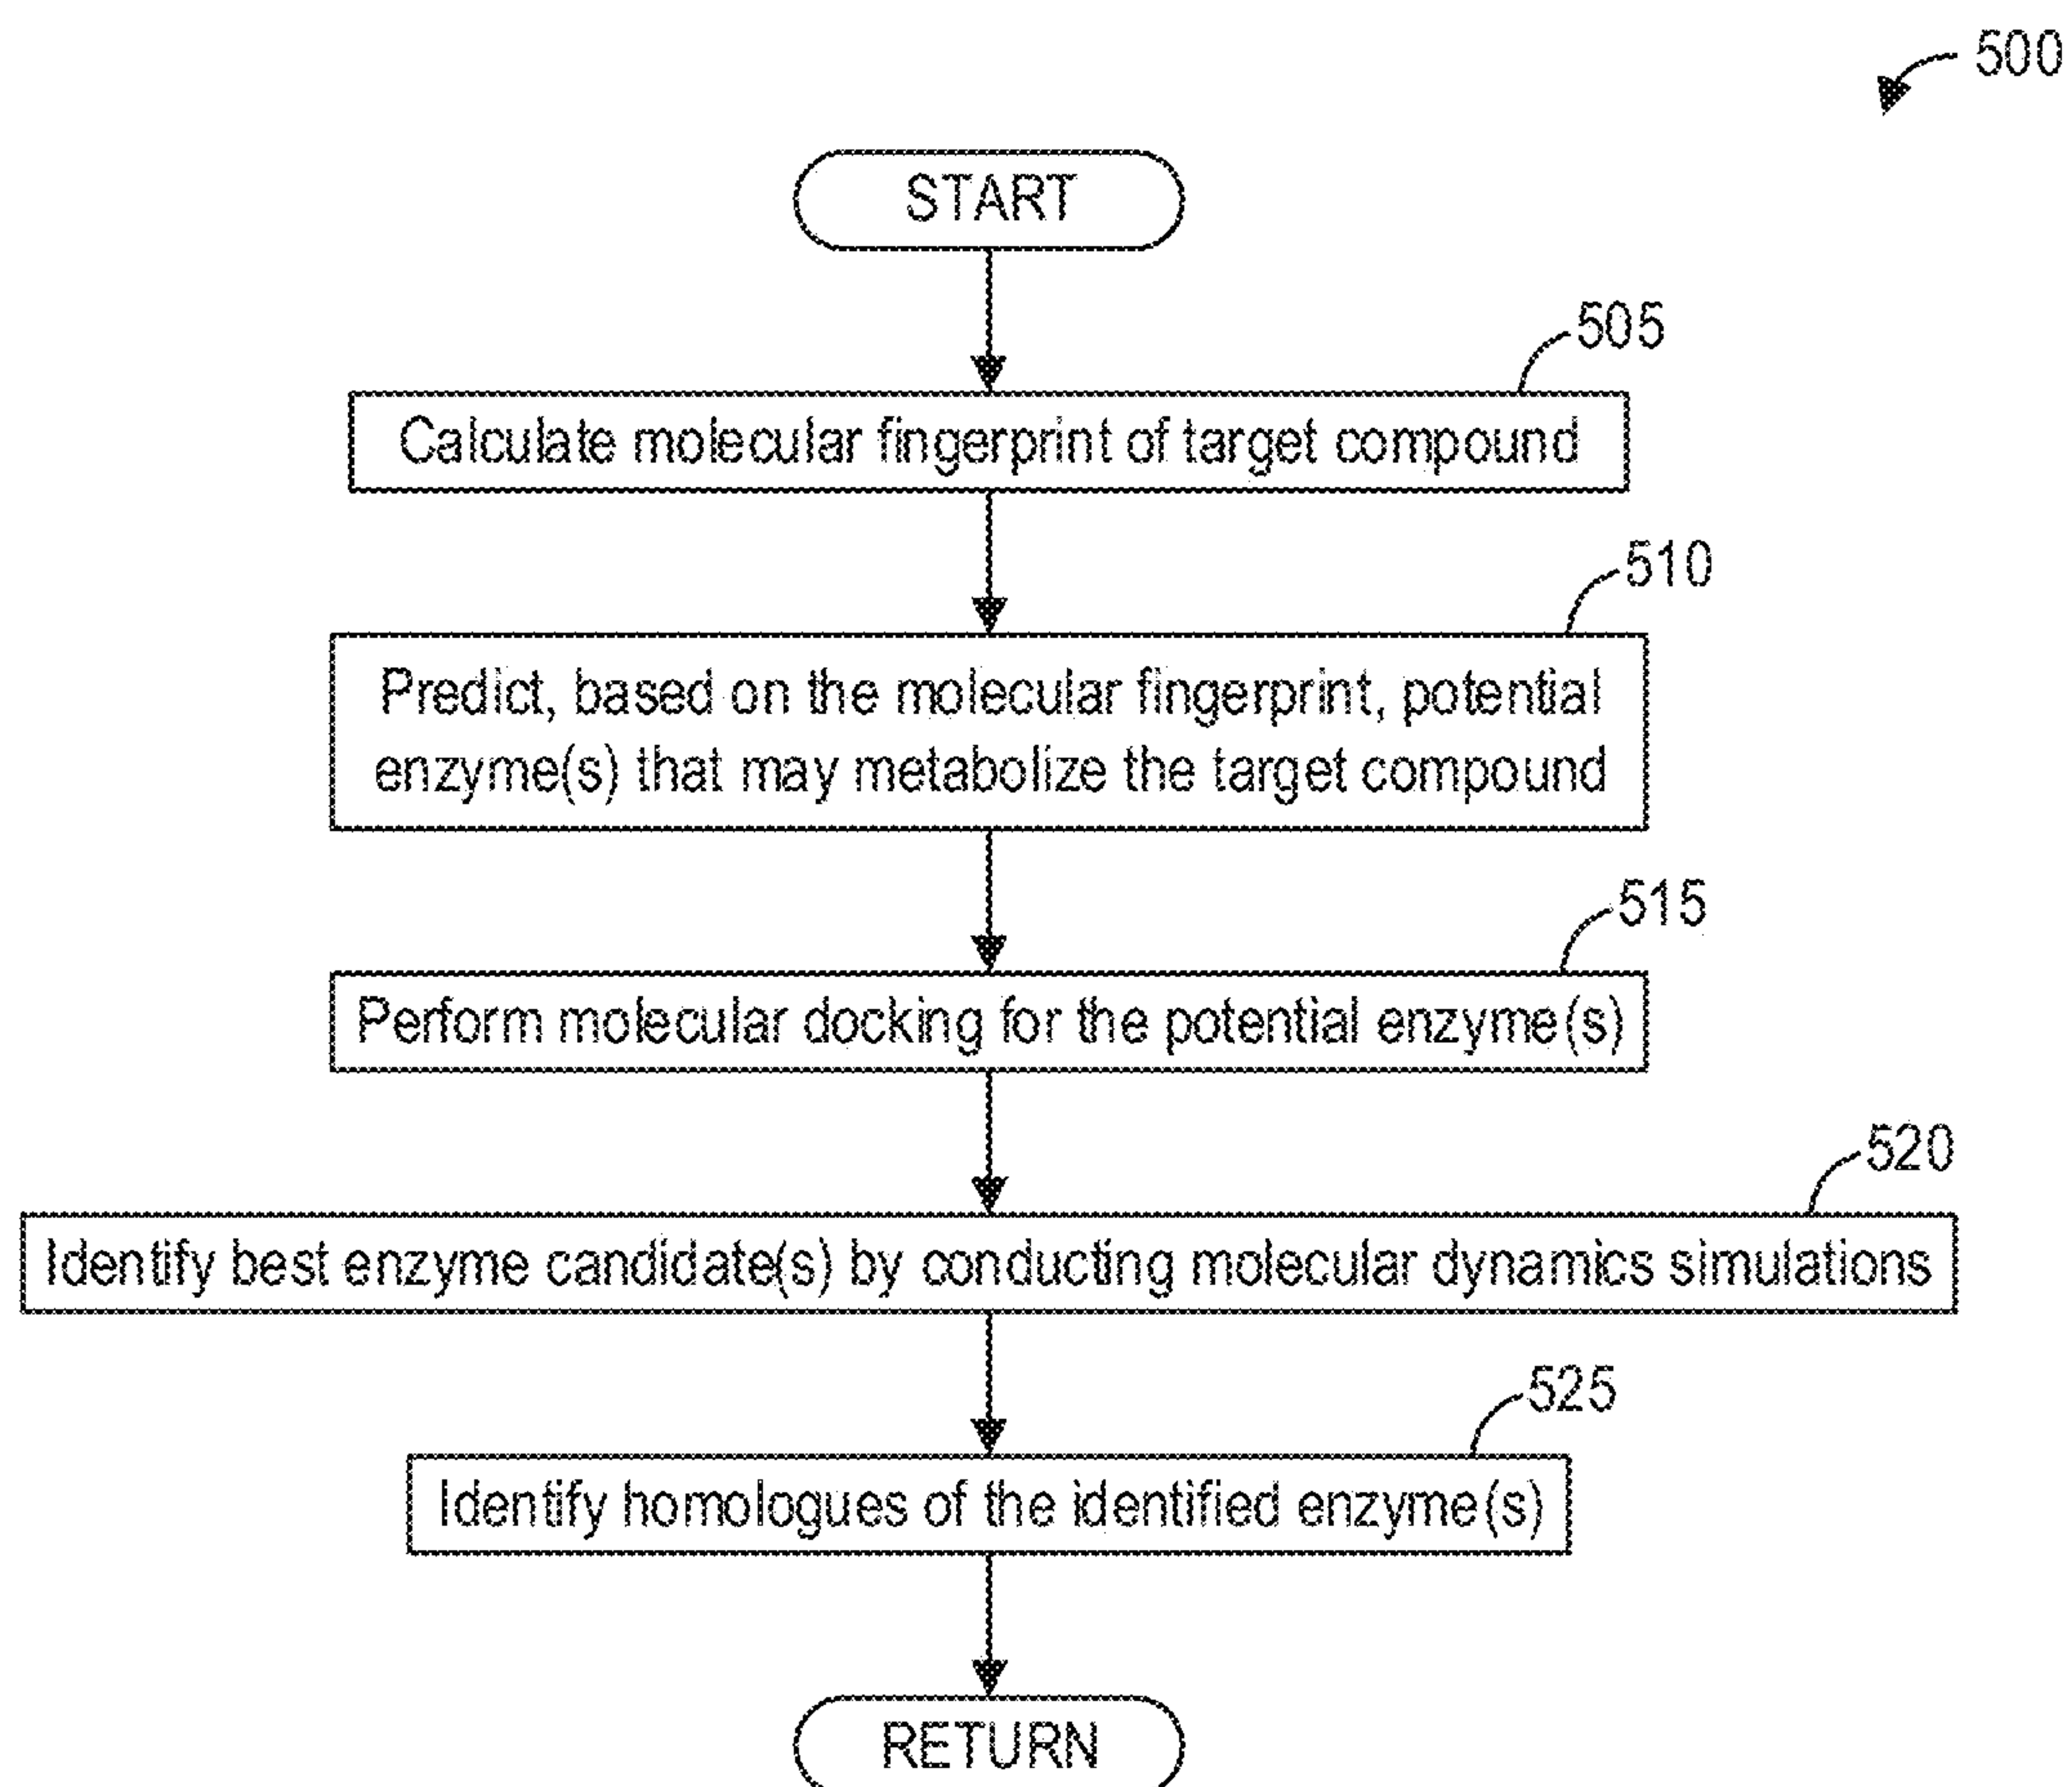 500
START
505
Calculate molecular fingerprint of target compound
510
Predict, based on the molecular fingerprint, potential
enzyme(s) that may metabolize the target compound
515
Perform molecular docking for the potential enzyme(s)
520
Identify best enzyme candidate(s) by conducting molecular dynamics simulations
525
Identify homologues of the identified enzyme(s)
RETURN